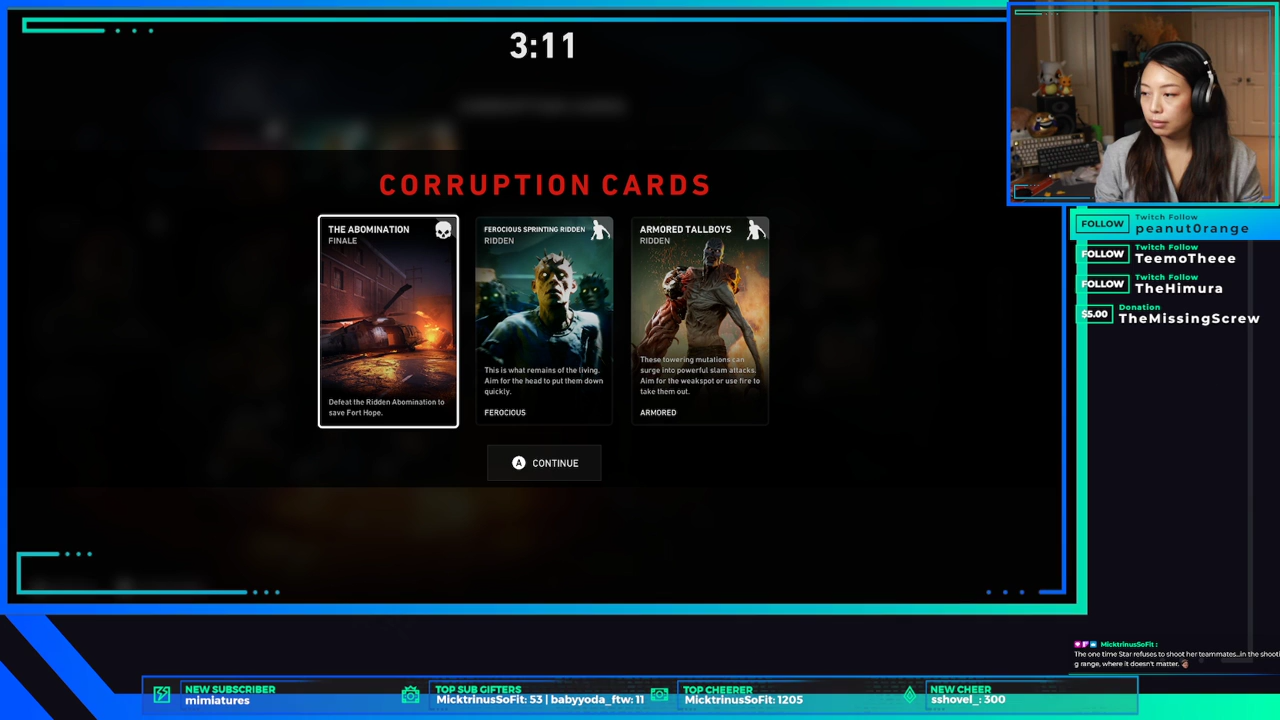 3:11
CORRUPTION CARDS
THE ABOMINATION
FINALE
Defeat the Ridden Abomination to
save Fort Hope.
FEROCIOUS SPRINTING RIDDEN
RIDDEN
This is what remains of the living.
Aim for the head to put them down
quickly.
FEROCIOUS
ARMORED TALLBOYS
RIDDEN
These towering mutations can
surge into powerful slam attacks.
Aim for the weakspot or use fire to
take them out.
ARMORED
A CONTINUE
FOLLOW
Twitch Follow
peanut0range
FOLLOW
Twitch Follow
TeemoTheee
FOLLOW
Twitch Follow
TheHimura
$5.00
Donation
TheMissingScrew
MicktrinusSoFit :
The one time Star refuses to shoot her teammates...in the shooti
g range, where it doesn't matter.
NEW SUBSCRIBER
mimiatures
TOP SUB GIFTERS
MicktrinusSoFit: 53 | babyyoda_ftw: 11
TOP CHEERER
MicktrinusSoFit: 1205
NEW CHEER
sshovel_: 300